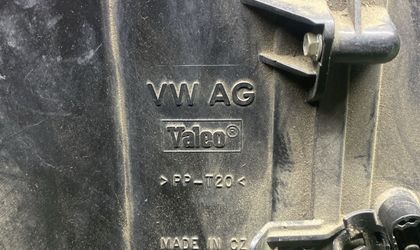 VW AG
Valeo®
>PP-T20<
MADE IN CZ